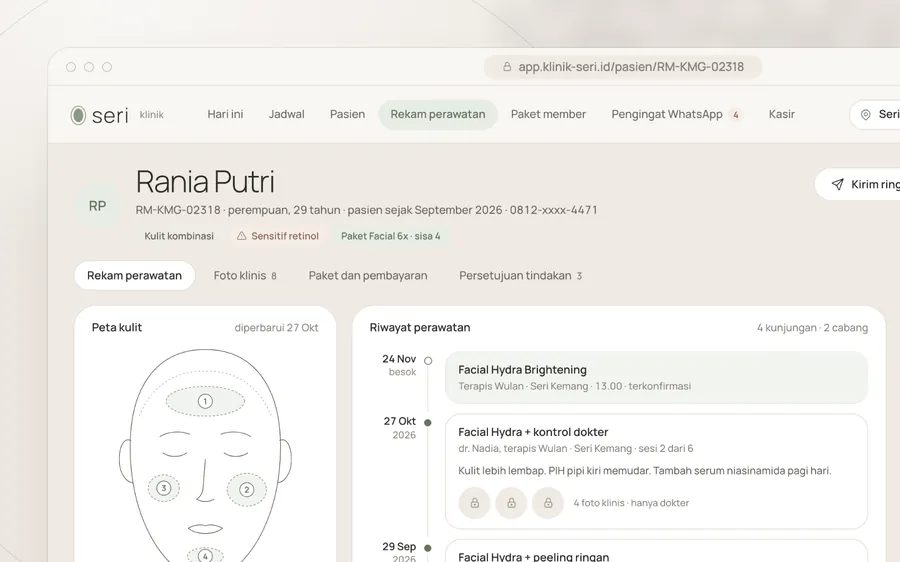 app.klinik-seri.id/pasien/RM-KMG-02318
seri klinik Hari ini Jadwal Pasien Rekam perawatan Paket member Pengingat WhatsApp 4 Kasir Seri
Rania Putri
RP
RM-KMG-02318 · perempuan, 29 tahun · pasien sejak September 2026 · 0812-xxxx-4471
Kulit kombinasi Sensitif retinol Paket Facial 6x · sisa 4
Kirim ring
Rekam perawatan Foto klinis 8 Paket dan pembayaran Persetujuan tindakan 3
Peta kulit diperbarui 27 Okt
1
3
2
4
Riwayat perawatan 4 kunjungan · 2 cabang
24 Nov
besok
Facial Hydra Brightening
Terapis Wulan · Seri Kemang · 13.00 · terkonfirmasi
27 Okt
2026
Facial Hydra + kontrol dokter
dr. Nadia, terapis Wulan · Seri Kemang · sesi 2 dari 6
Kulit lebih lembap. PIH pipi kiri memudar. Tambah serum niasinamida pagi hari.
4 foto klinis · hanya dokter
29 Sep
2026
Facial Hydra + peeling ringan